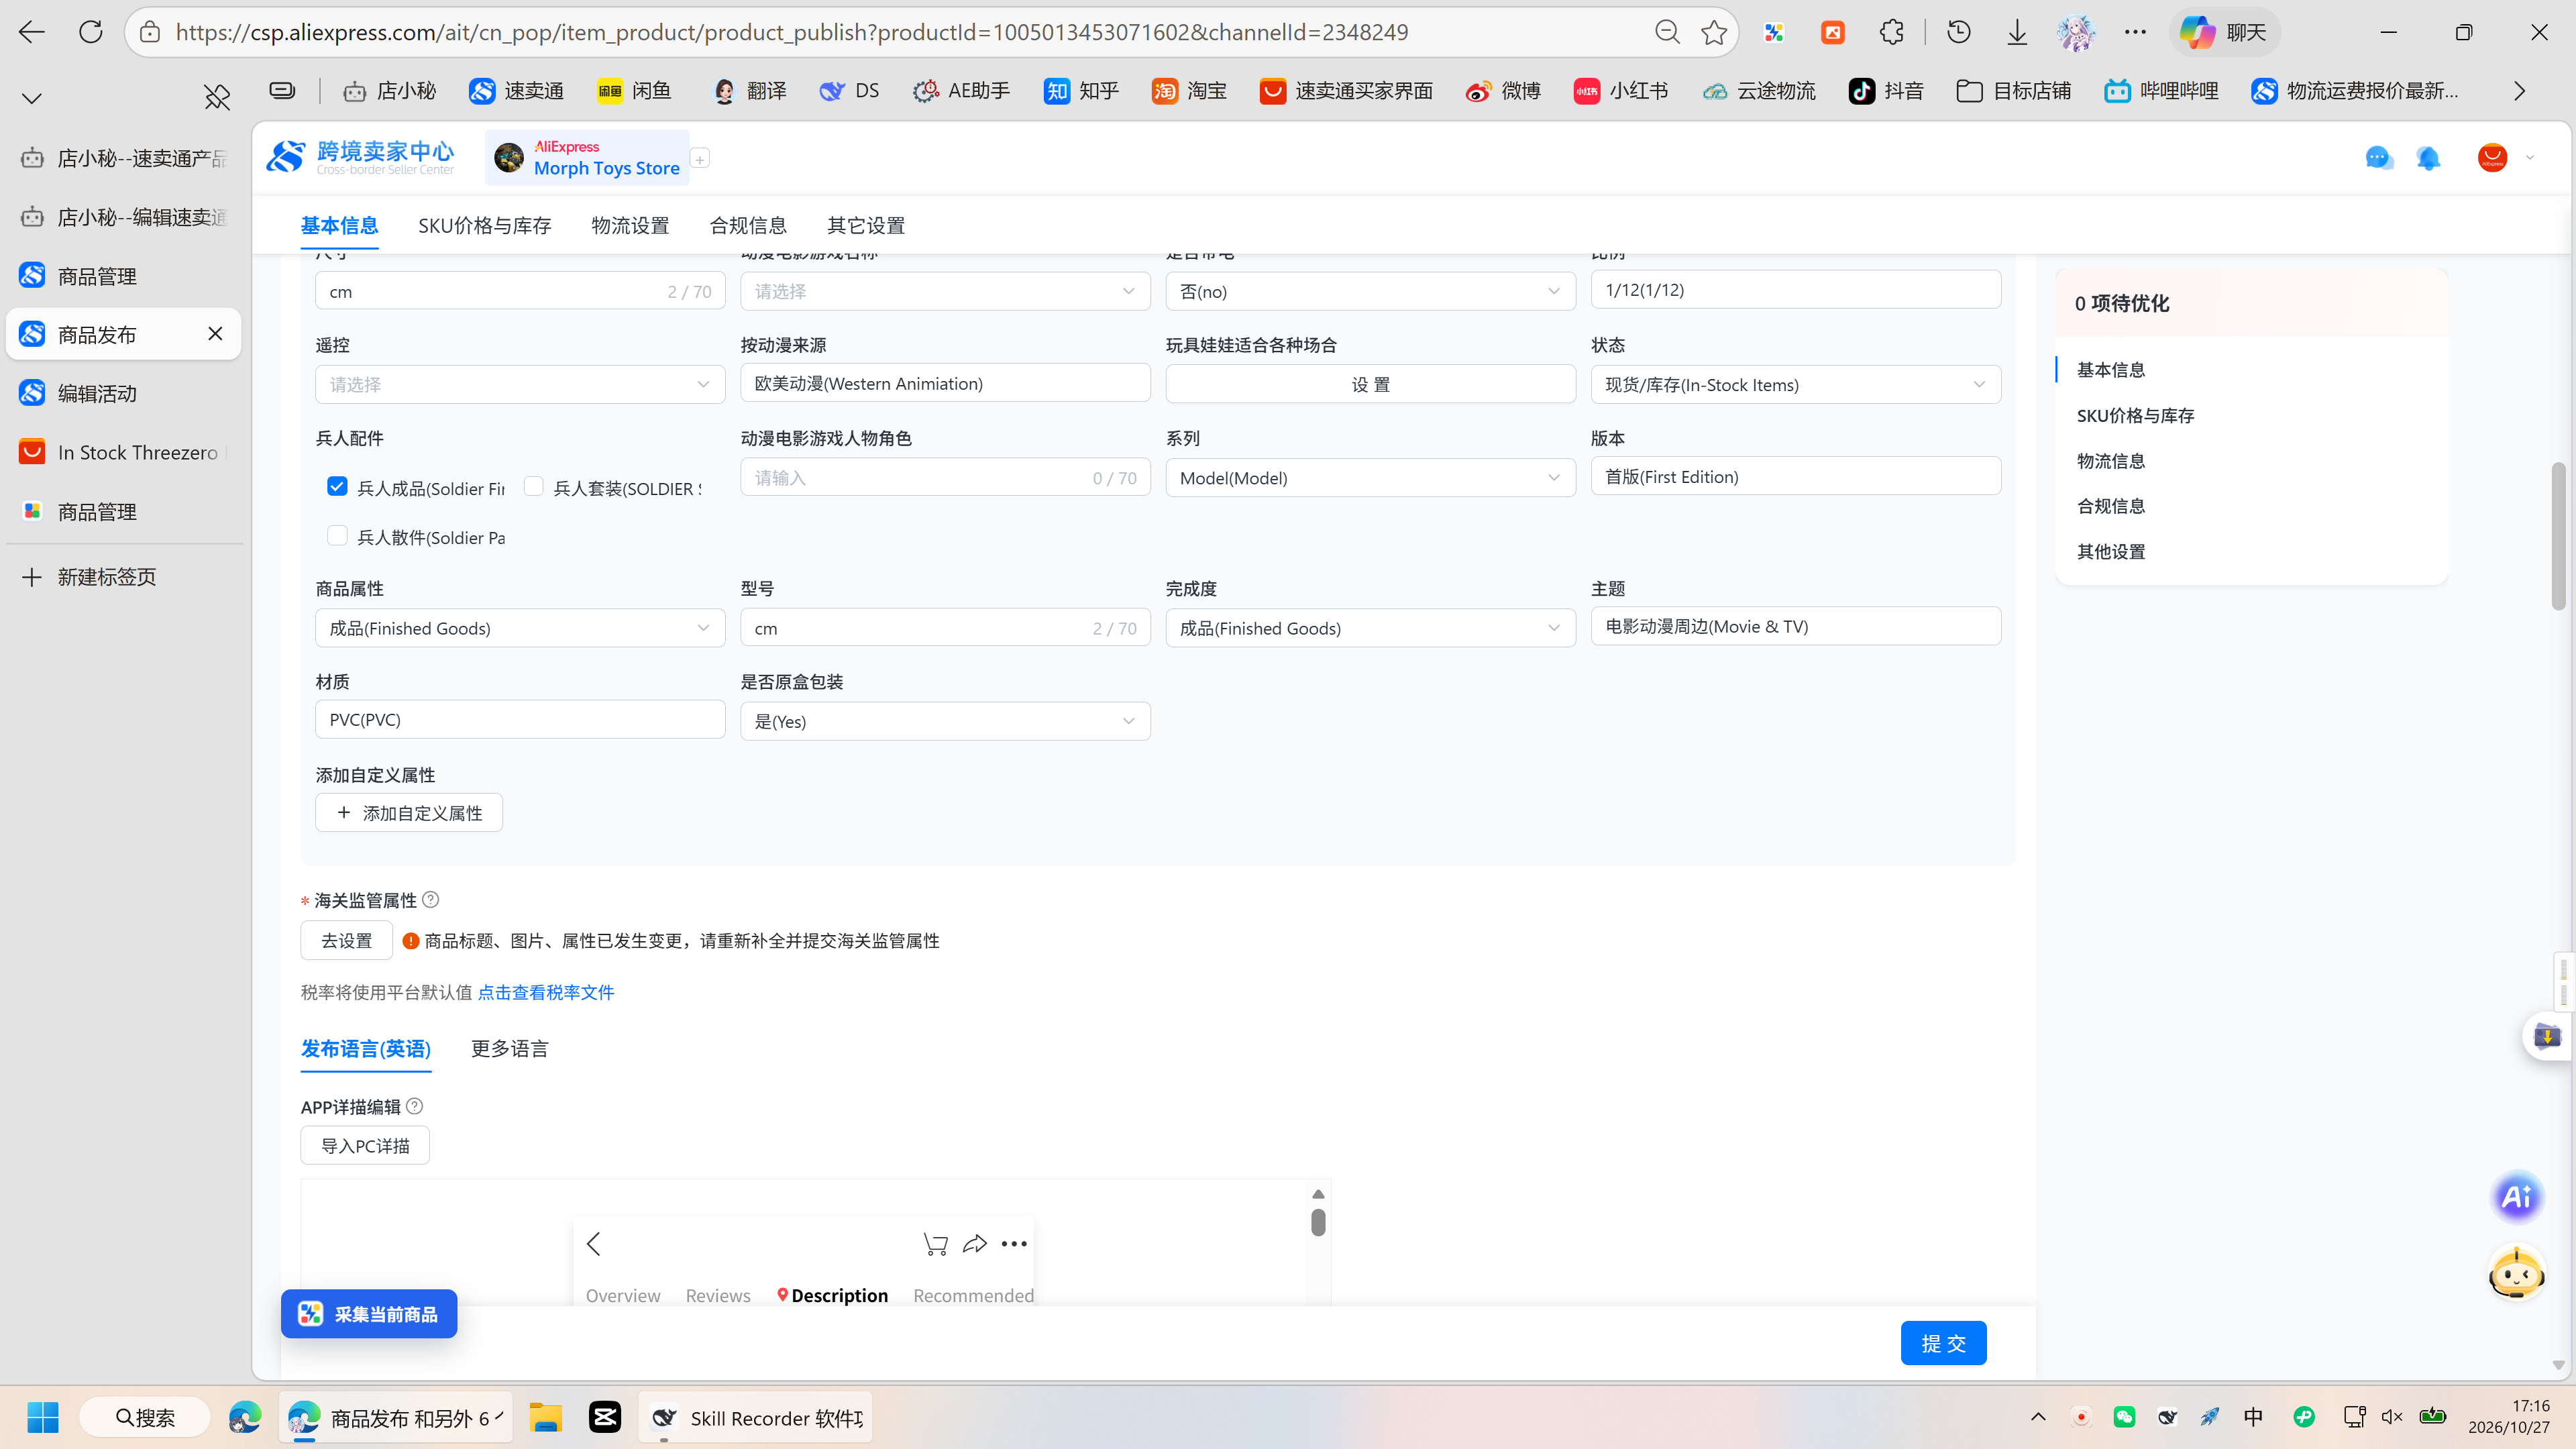 https://csp.aliexpress.com/ait/cn_pop/item_product/product_publish?productId=1005013453071602&channelId=2348249
聊天
店小秘
速卖通
闲鱼
翻译
DS
AE助手
知乎
淘宝
速卖通买家界面
微博
小红书
云途物流
抖音
目标店铺
哔哩哔哩
物流运费报价最新...
店小秘--速卖通产品
店小秘--编辑速卖通
商品管理
商品发布
编辑活动
In Stock Threezero
商品管理
新建标签页
跨境卖家中心
Cross-border Seller Center
AliExpress
Morph Toys Store
基本信息
SKU价格与库存
物流设置
合规信息
其它设置
尺寸
动漫电影游戏名称
是否带电
比例
cm
2 / 70
请选择
否(no)
1/12(1/12)
遥控
按动漫来源
玩具娃娃适合各种场合
状态
请选择
欧美动漫(Western Animiation)
设 置
现货/库存(In-Stock Items)
兵人配件
动漫电影游戏人物角色
系列
版本
兵人成品(Soldier Fir
兵人套装(SOLDIER S
请输入
0 / 70
Model(Model)
首版(First Edition)
兵人散件(Soldier Pa
商品属性
型号
完成度
主题
成品(Finished Goods)
cm
2 / 70
成品(Finished Goods)
电影动漫周边(Movie & TV)
材质
是否原盒包装
PVC(PVC)
是(Yes)
添加自定义属性
+ 添加自定义属性
* 海关监管属性
去设置
商品标题、图片、属性已发生变更，请重新补全并提交海关监管属性
税率将使用平台默认值 点击查看税率文件
发布语言(英语)
更多语言
APP详描编辑
导入PC详描
Overview
Reviews
Description
Recommended
采集当前商品
提 交
0 项待优化
基本信息
SKU价格与库存
物流信息
合规信息
其他设置
Ai
搜索
商品发布 和另外 6 个
Skill Recorder 软件项
中
17:16
2026/10/27